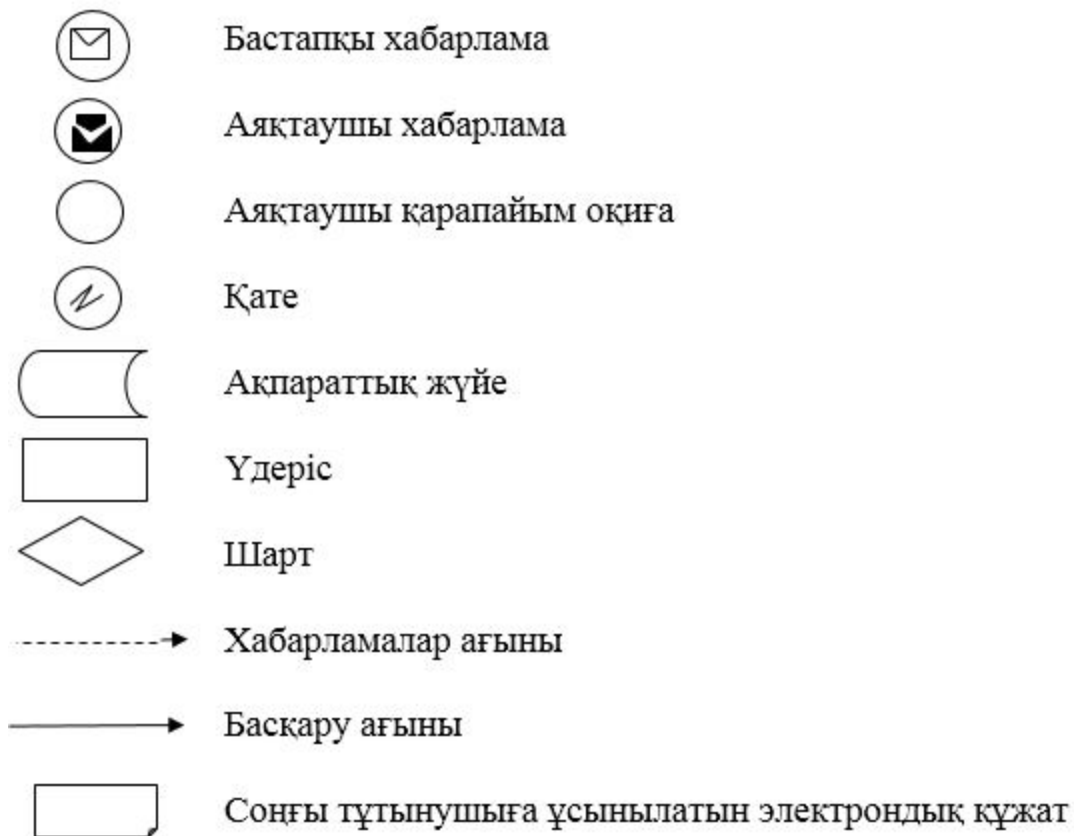 Бастапқы хабарлама
Аяқтаушы хабарлама
Аяқтаушы қарапайым оқиға
Қате
Ақпараттық жүйе
Үдеріс
Шарт
Хабарламалар ағыны
Басқару ағыны
Соңғы тұтынушыға ұсынылатын электрондық құжат